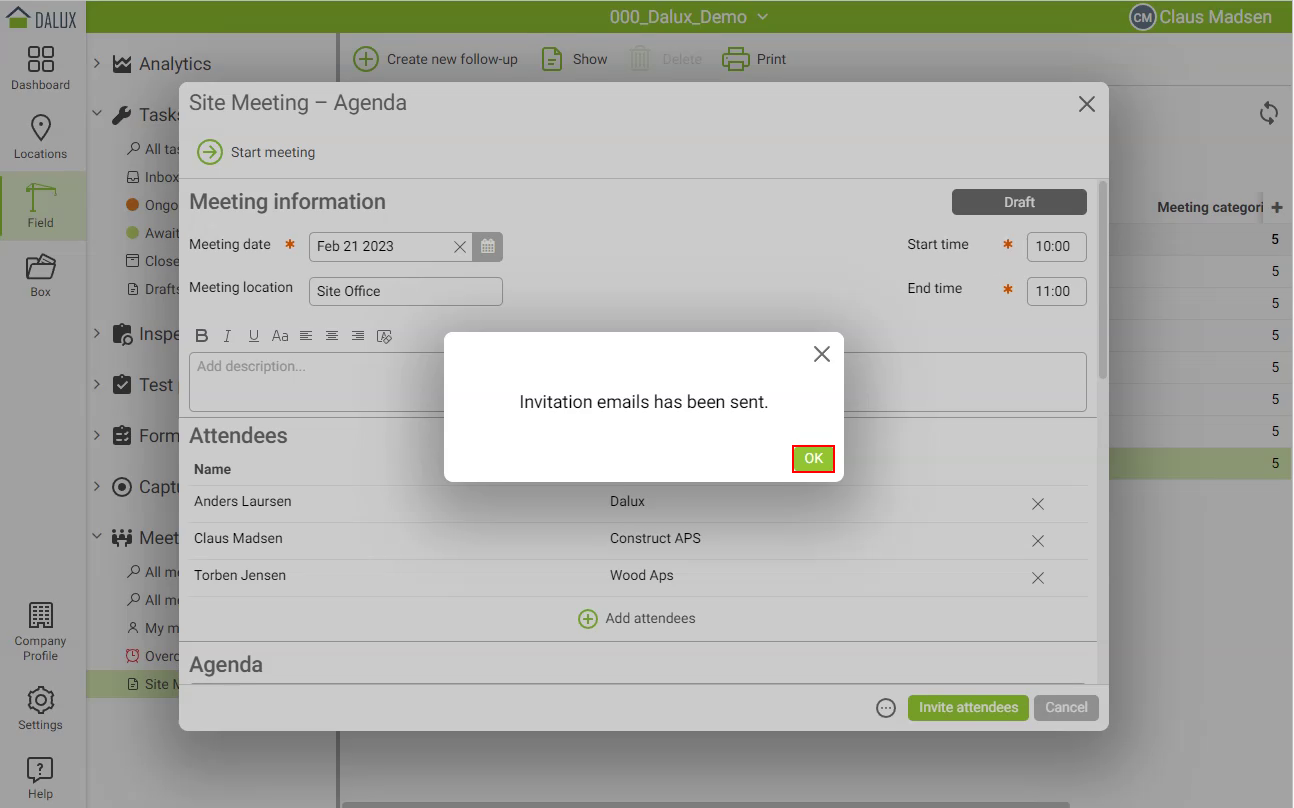 DALUX
000_Dalux_Demo
CM Claus Madsen
Dashboard
Locations
Field
Box
Company
Profile
Settings
Help
Analytics
Tasks
All tas
Inbox
Ongo
Await
Close
Drafts
Inspe
Test
Form
Captu
Meet
All me
All me
My m
Overd
Site M
Create new follow-up
Show
Delete
Print
Meeting categori
5
5
5
5
5
5
5
5
Site Meeting – Agenda
Start meeting
Meeting information
Draft
Meeting date * Feb 21 2023
Start time * 10:00
Meeting location Site Office
End time * 11:00
B I U Aa
Add description...
Invitation emails has been sent.
OK
Attendees
Name
Anders Laursen Dalux
Claus Madsen Construct APS
Torben Jensen Wood Aps
Add attendees
Agenda
Invite attendees
Cancel